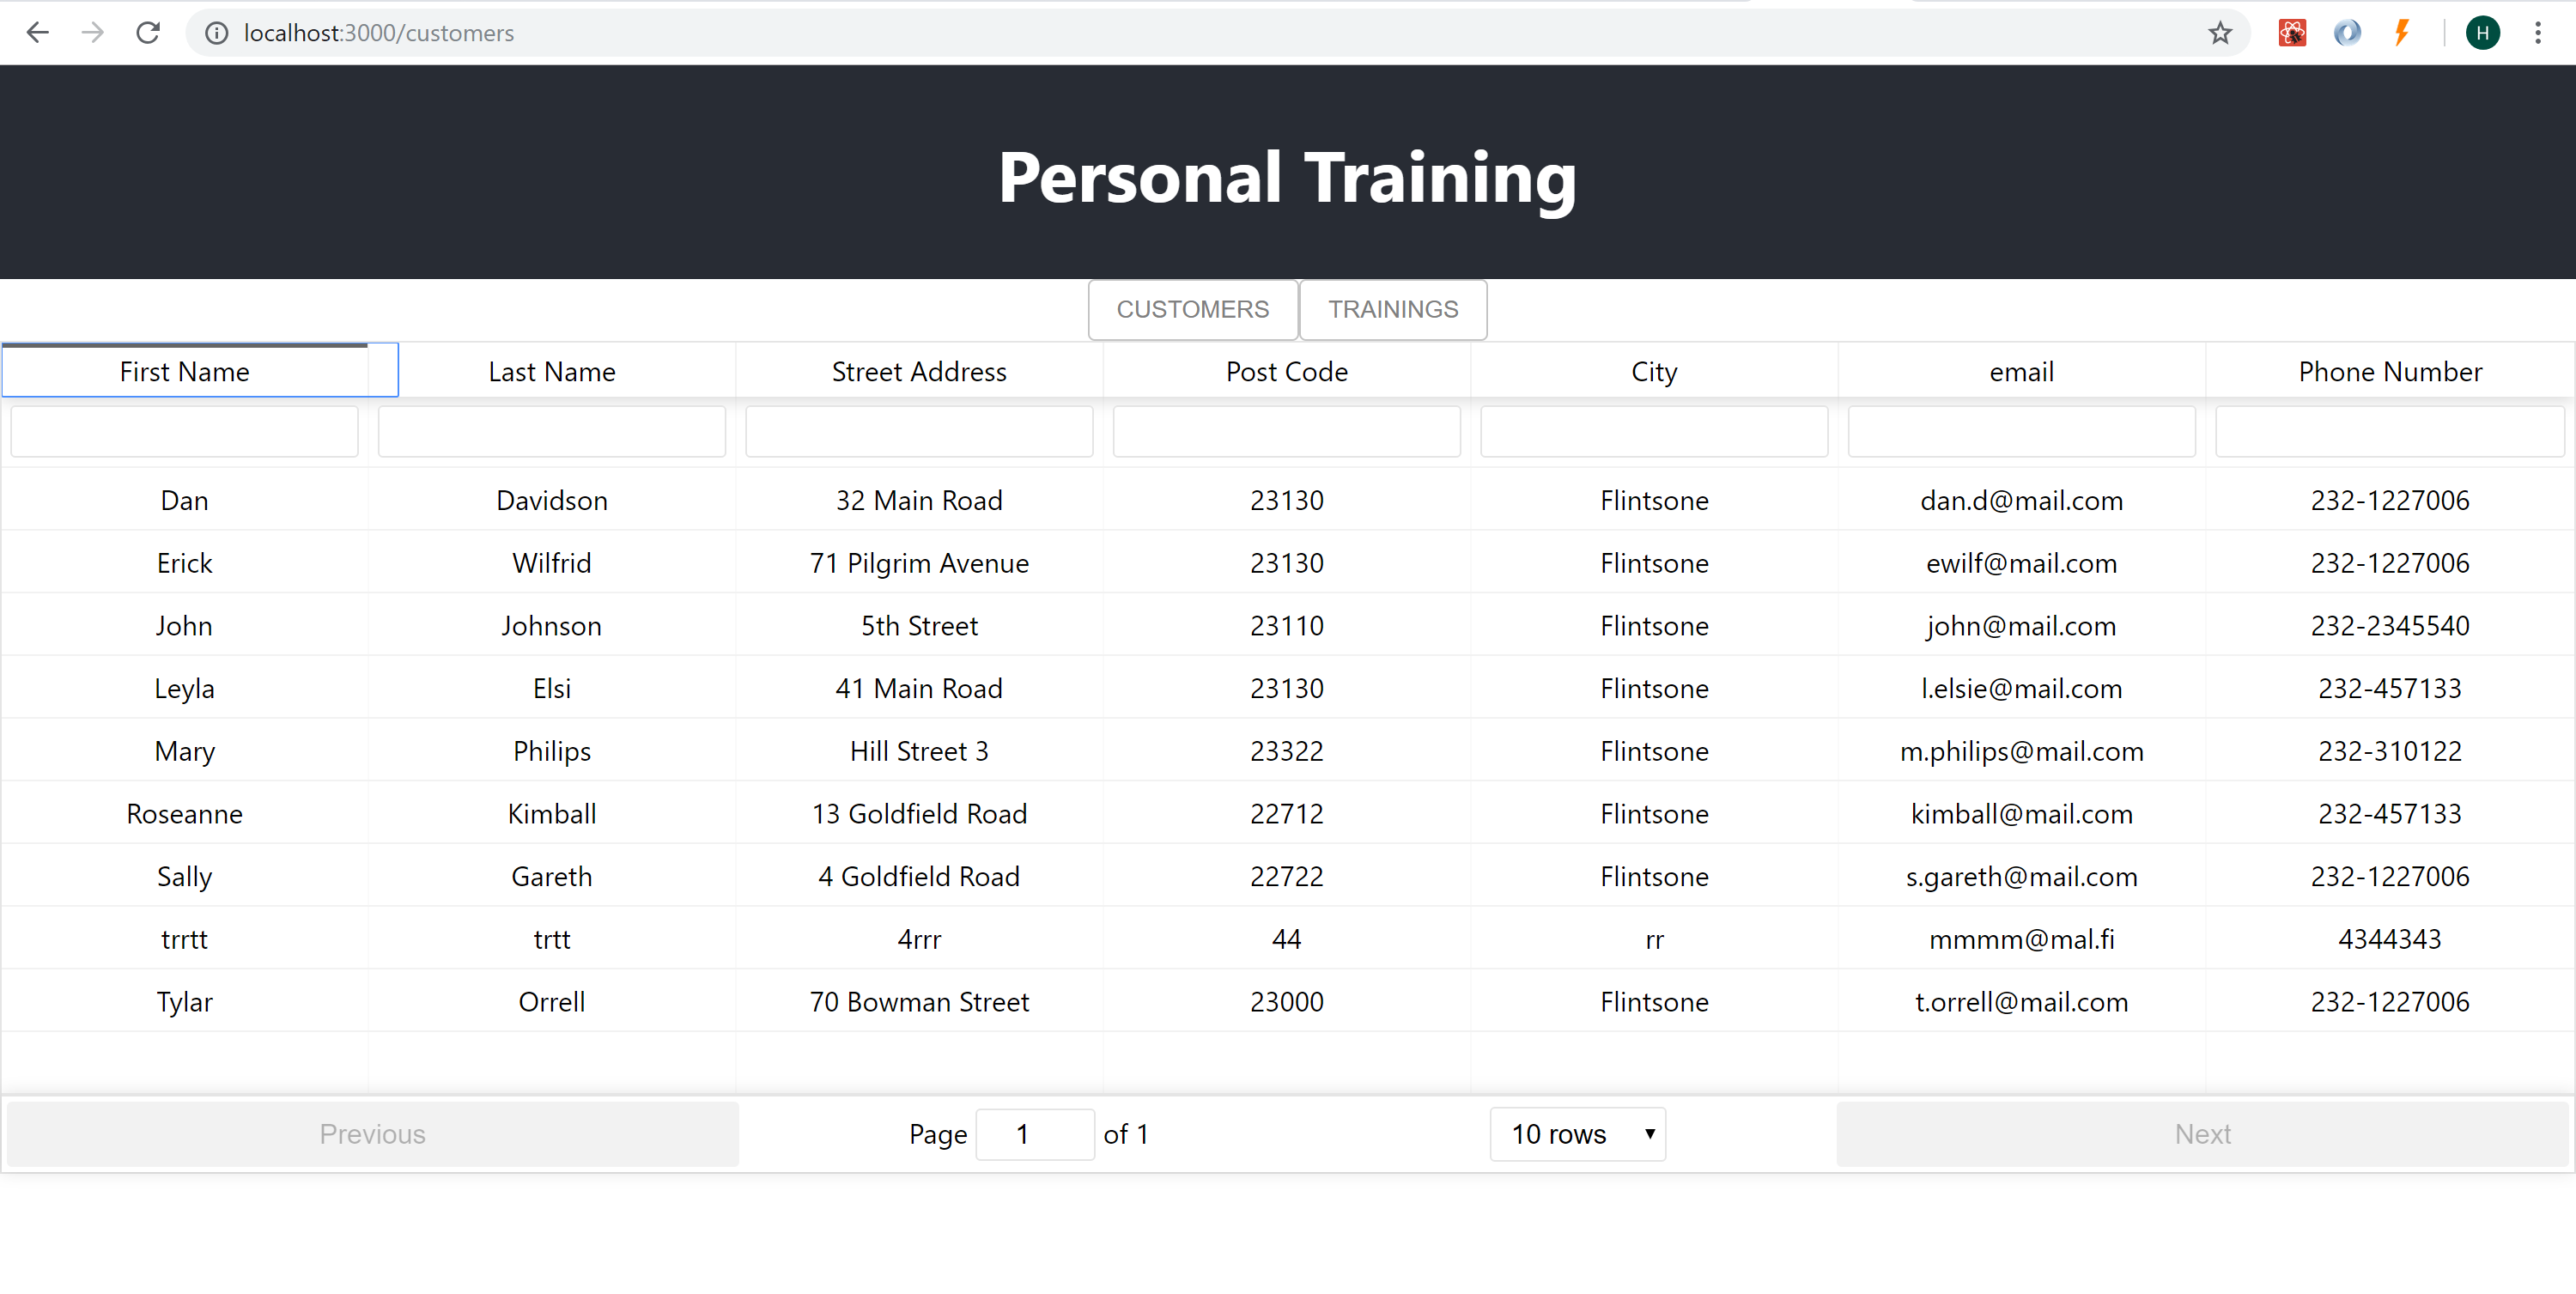 localhost:3000/customers
H
Personal Training
CUSTOMERS TRAININGS
First Name Last Name Street Address Post Code City email Phone Number
Dan Davidson 32 Main Road 23130 Flintsone dan.d@mail.com 232-1227006
Erick Wilfrid 71 Pilgrim Avenue 23130 Flintsone ewilf@mail.com 232-1227006
John Johnson 5th Street 23110 Flintsone john@mail.com 232-2345540
Leyla Elsi 41 Main Road 23130 Flintsone l.elsie@mail.com 232-457133
Mary Philips Hill Street 3 23322 Flintsone m.philips@mail.com 232-310122
Roseanne Kimball 13 Goldfield Road 22712 Flintsone kimball@mail.com 232-457133
Sally Gareth 4 Goldfield Road 22722 Flintsone s.gareth@mail.com 232-1227006
trrtt trtt 4rrr 44 rr mmmm@mal.fi 4344343
Tylar Orrell 70 Bowman Street 23000 Flintsone t.orrell@mail.com 232-1227006
Previous Page 1 of 1 10 rows Next